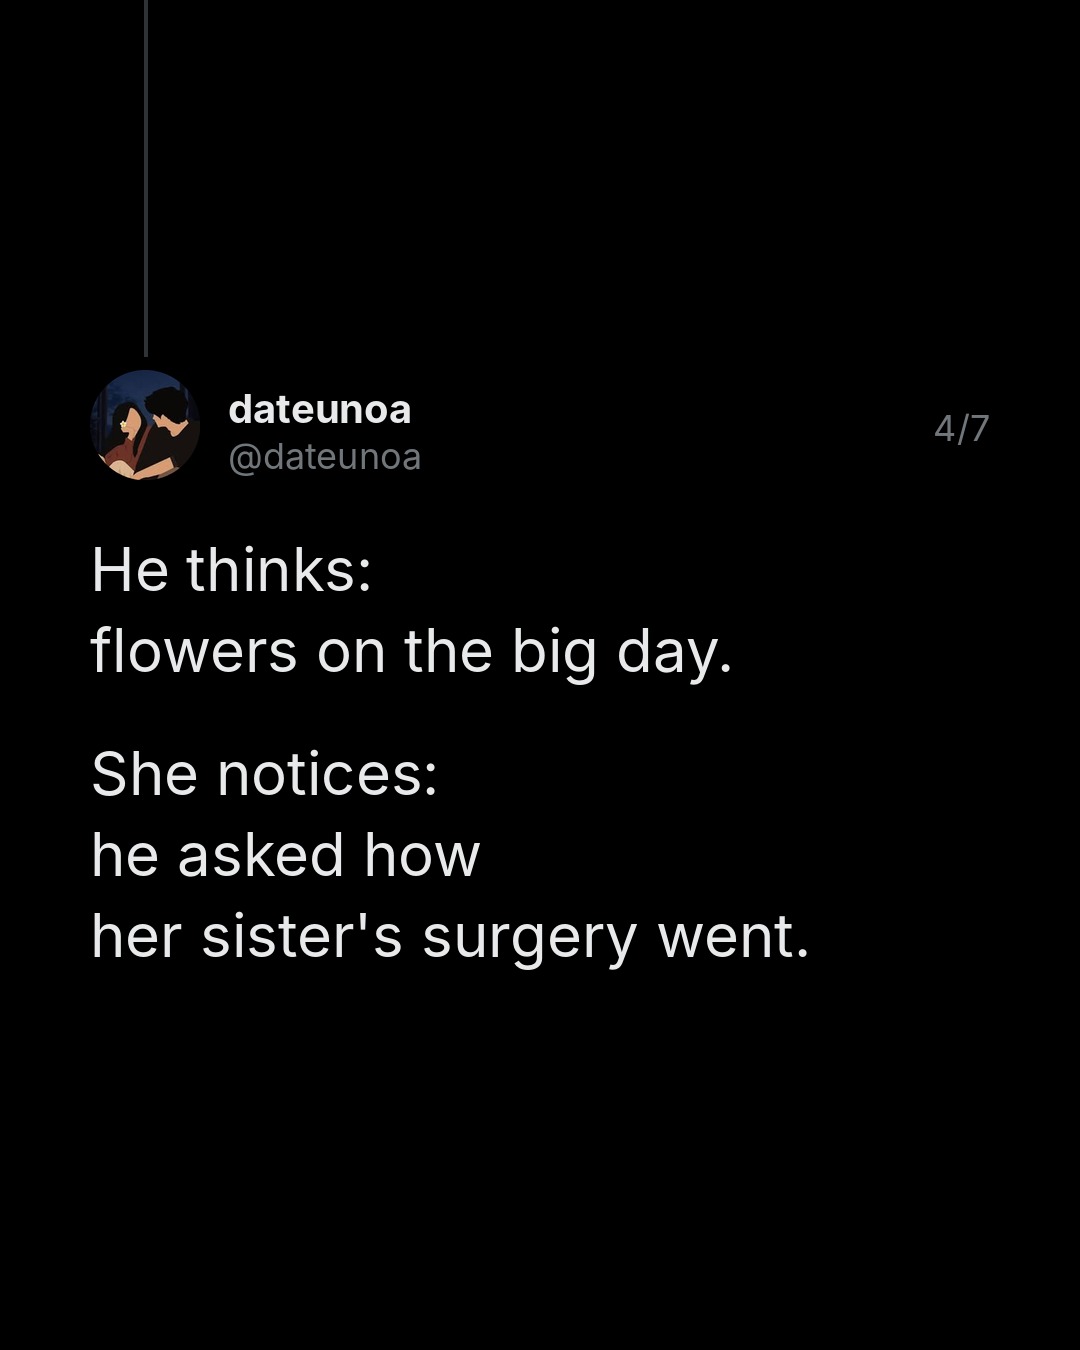 dateunoa
@dateunoa
4/7
He thinks:
flowers on the big day.
She notices:
he asked how
her sister's surgery went.